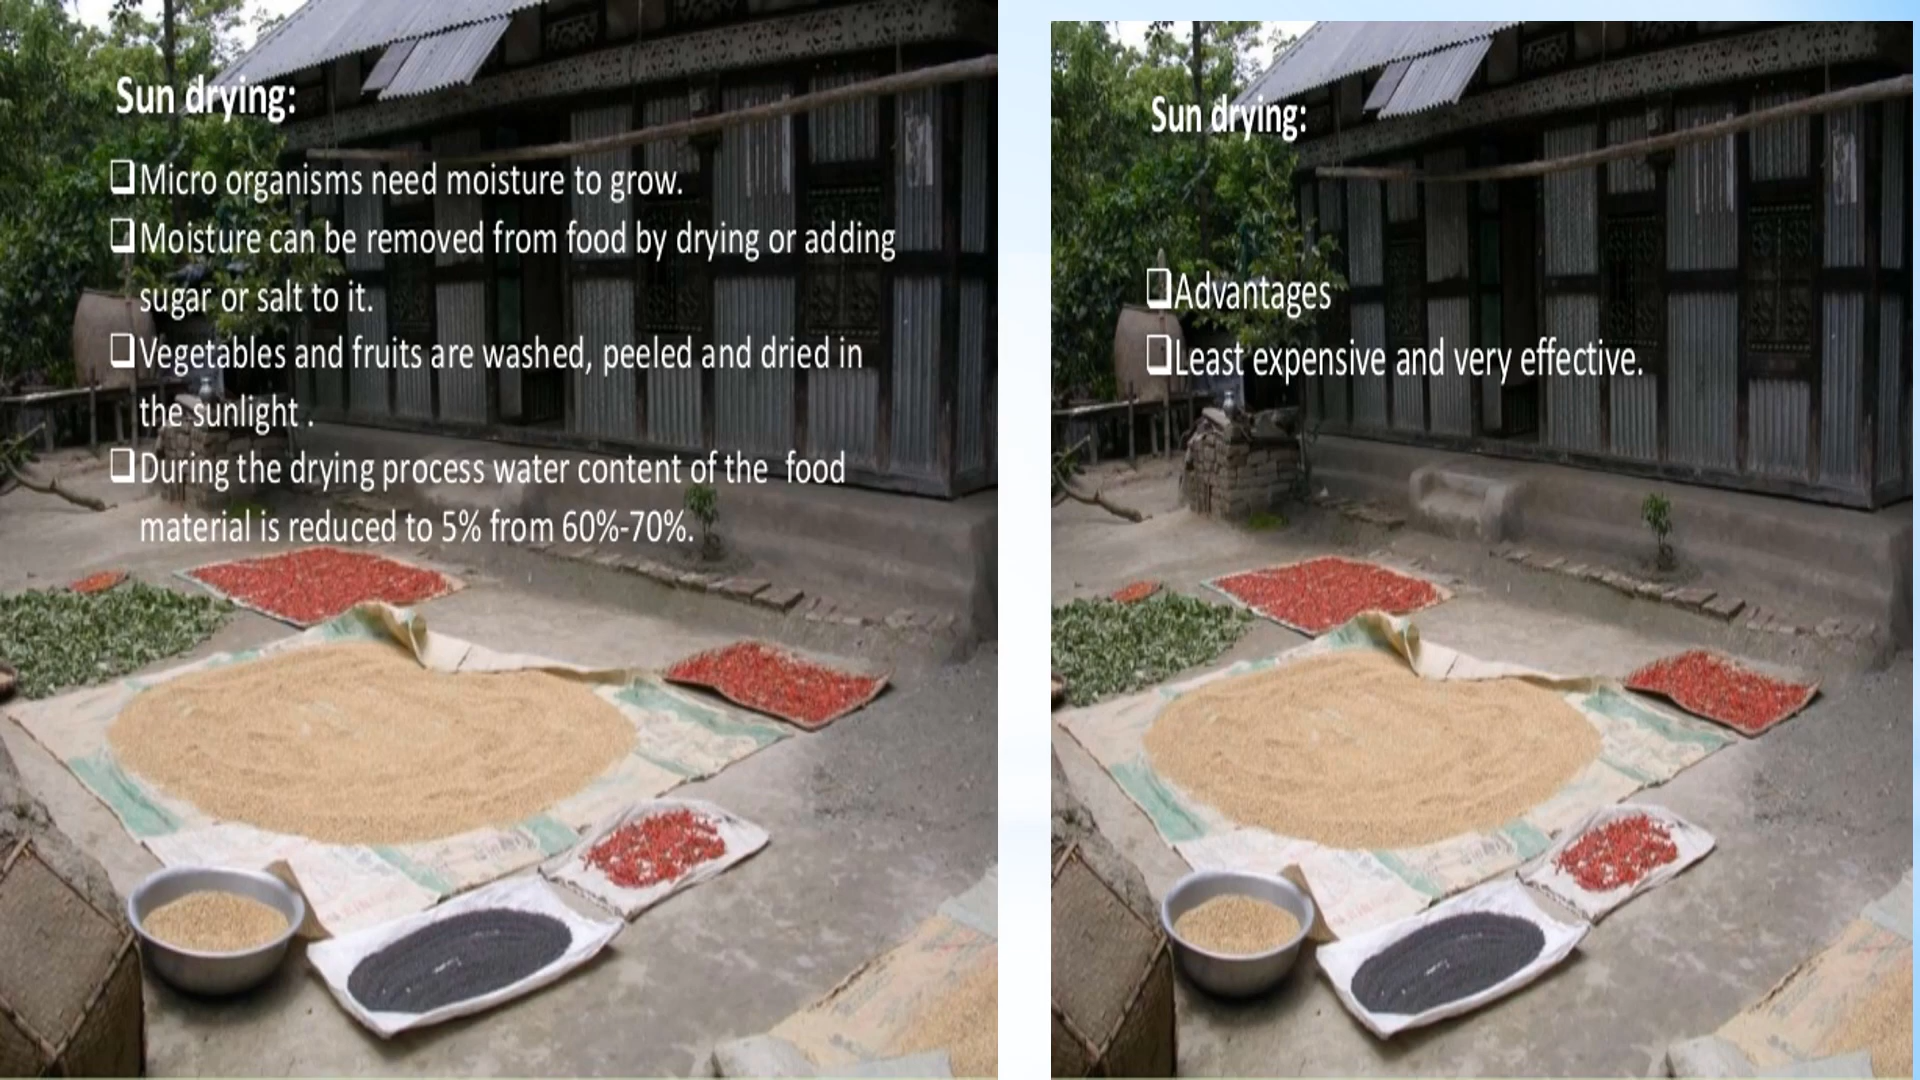 Sun drying:
❑Micro organisms need moisture to grow.
❑Moisture can be removed from food by drying or adding
sugar or salt to it.
❑Vegetables and fruits are washed, peeled and dried in
the sunlight .
❑During the drying process water content of the  food
material is reduced to 5% from 60%-70%.
Sun drying:
❑Advantages
❑Least expensive and very effective.